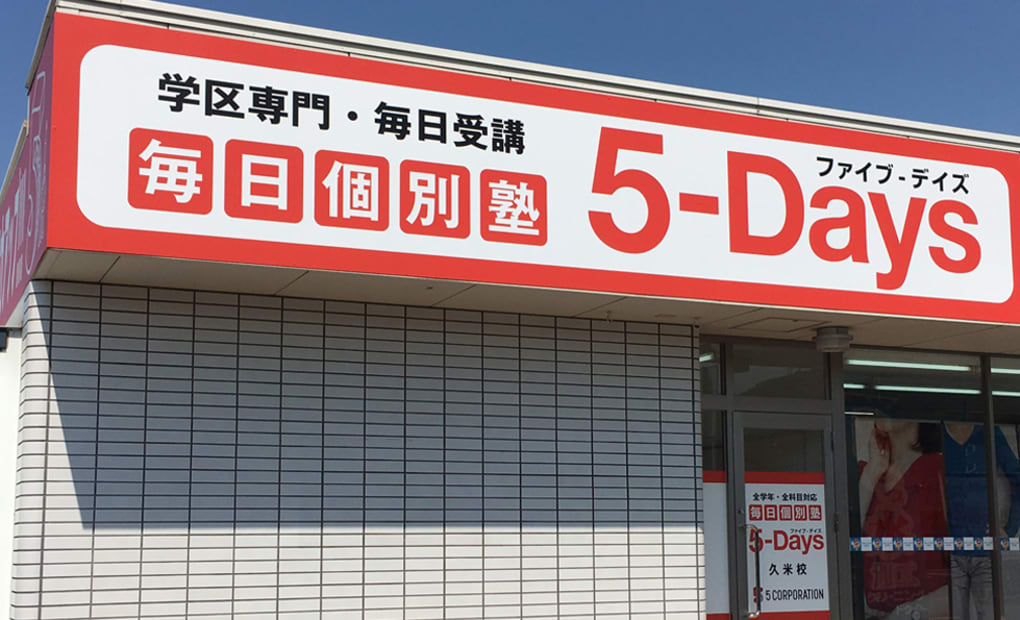 学区専門・毎日受講
毎日個別塾
ファイブ-デイズ
5-Days
全学年・全科目対応
毎日個別塾
ファイブ-デイズ
5-Days
久米校
5 CORPORATION